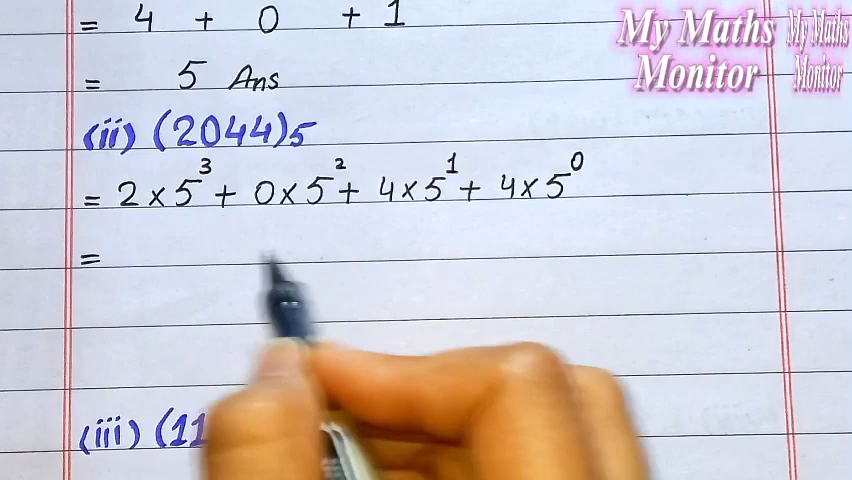 = 4 + 0 + 1
My Maths Monitor
My Maths Monitor
= 5 Ans
(ii) (2044)₅
= 2 × 5³ + 0 × 5² + 4 × 5¹ + 4 × 5⁰
=
(iii) (11